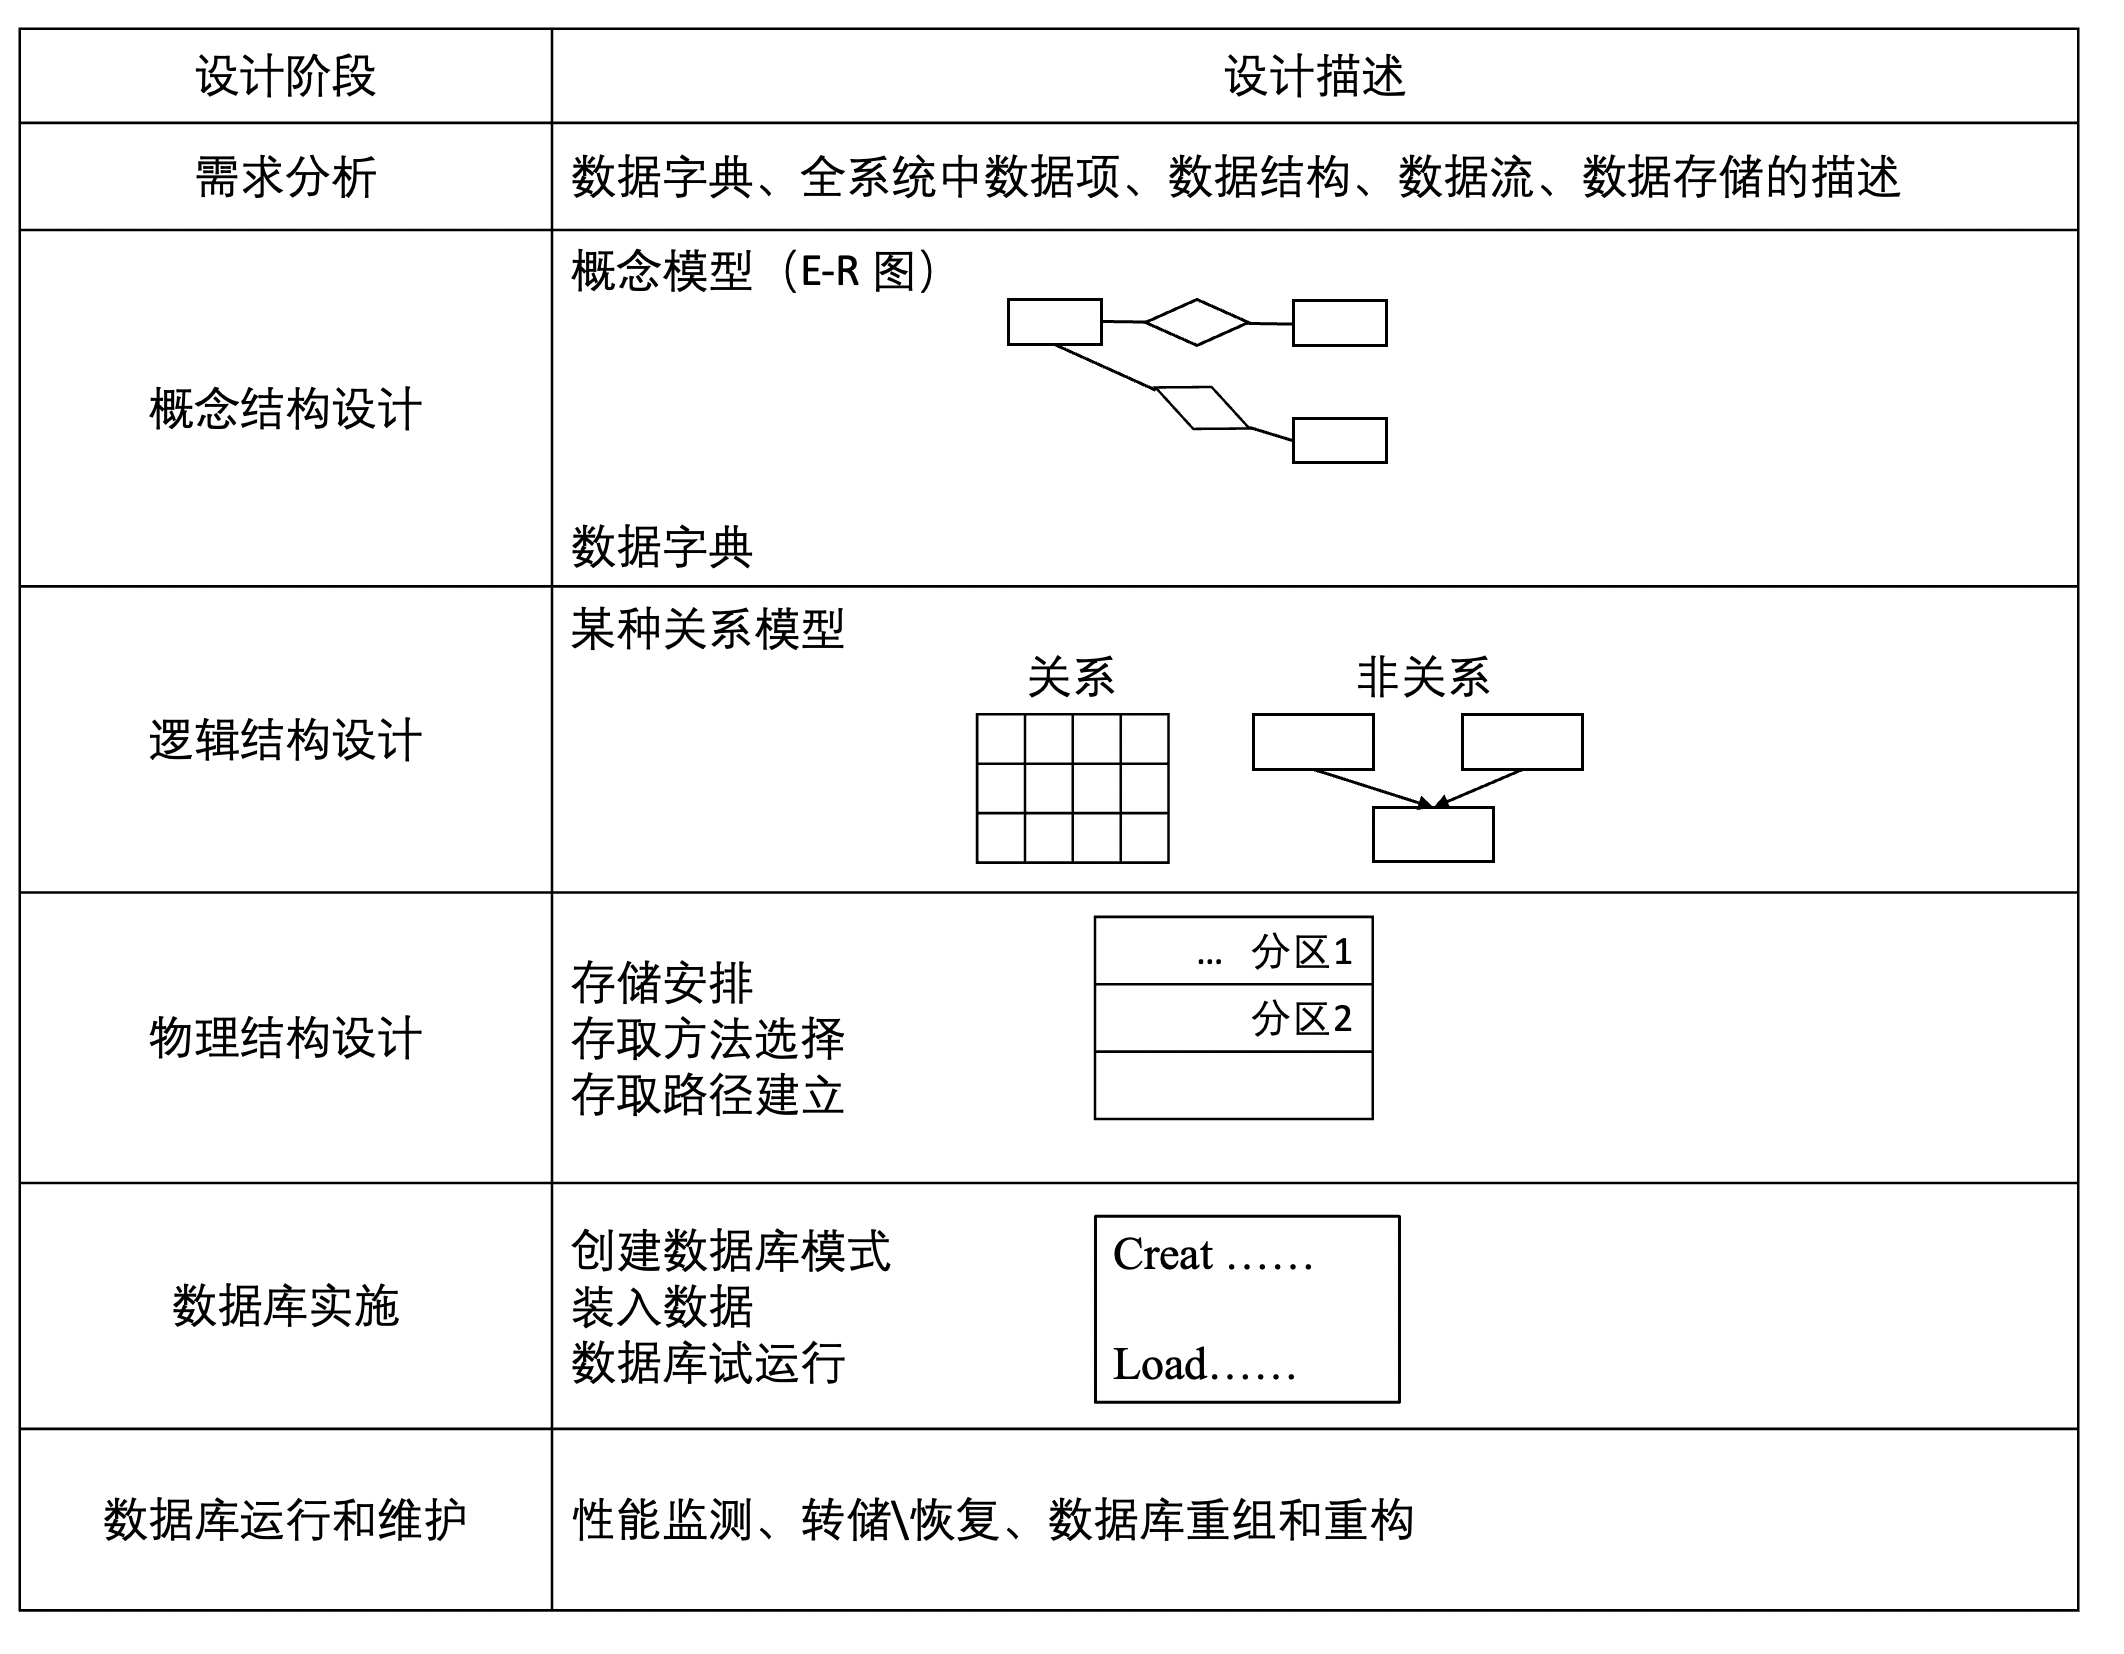 设计阶段
设计描述
需求分析
数据字典、全系统中数据项、数据结构、数据流、数据存储的描述
概念结构设计
概念模型（E-R 图）
数据字典
逻辑结构设计
某种关系模型
关系
非关系
物理结构设计
存储安排
存取方法选择
存取路径建立
… 分区1
分区2
数据库实施
创建数据库模式
装入数据
数据库试运行
Creat ……
Load……
数据库运行和维护
性能监测、转储\恢复、数据库重组和重构